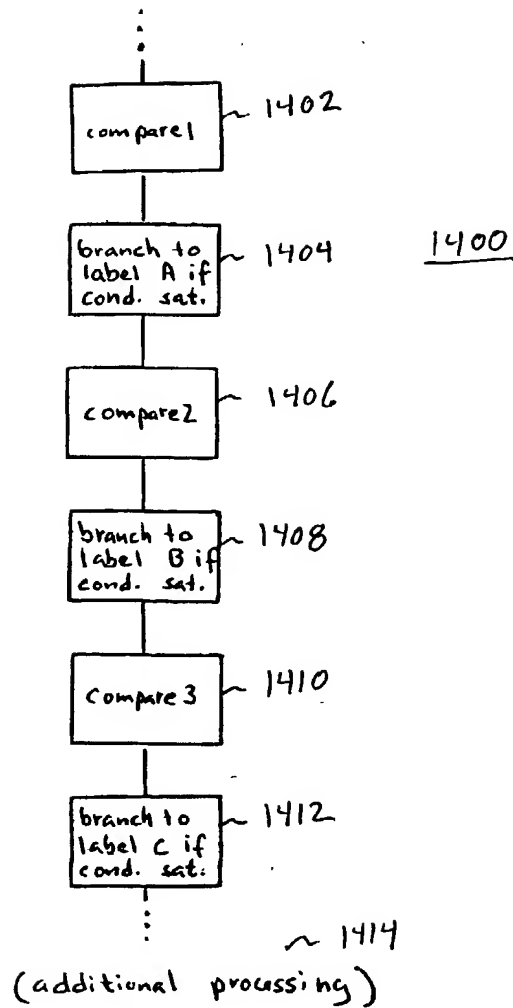 compare1
1402
branch to
label A if
cond. sat.
1404
1400
compare2
1406
branch to
label B if
cond. sat.
1408
compare 3
1410
branch to
label C if
cond. sat.
1412
1414
(additional processing)